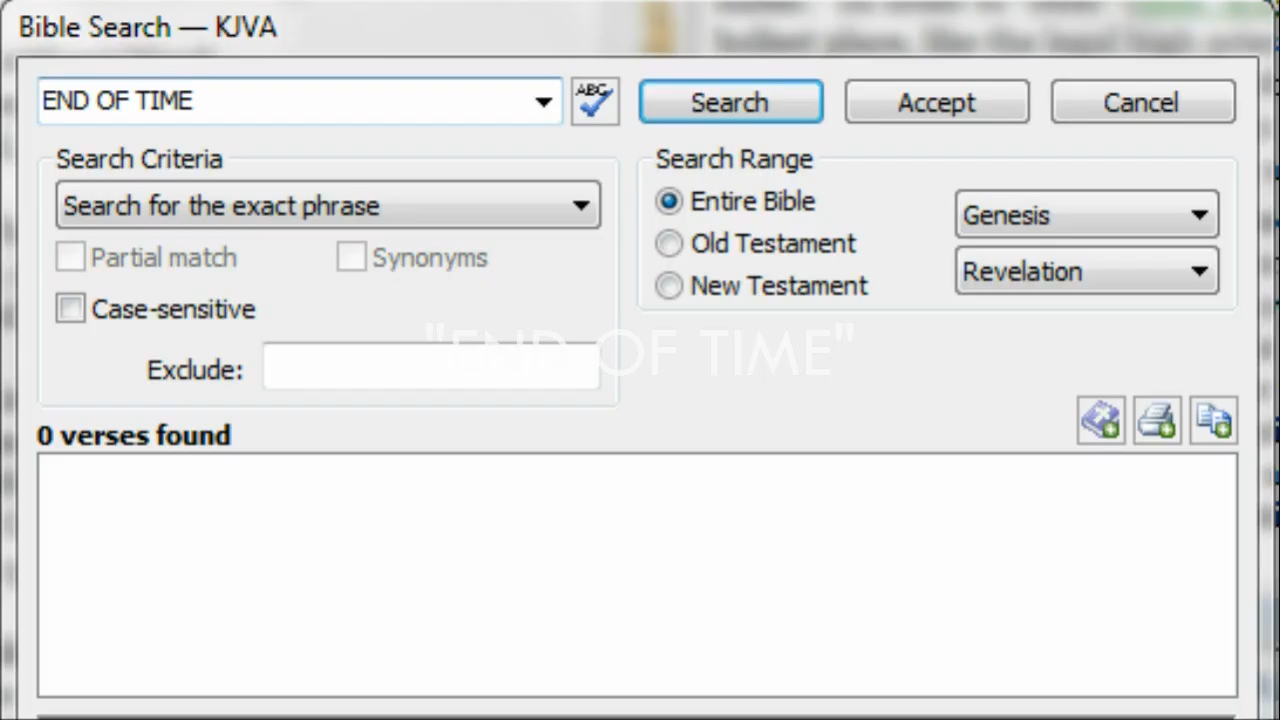 Bible Search — KJVA
END OF TIME
ABC
Search
Accept
Cancel
Search Criteria
Search for the exact phrase
Partial match
Synonyms
Case-sensitive
Exclude:
Search Range
Entire Bible
Old Testament
New Testament
Genesis
Revelation
"END OF TIME"
0 verses found